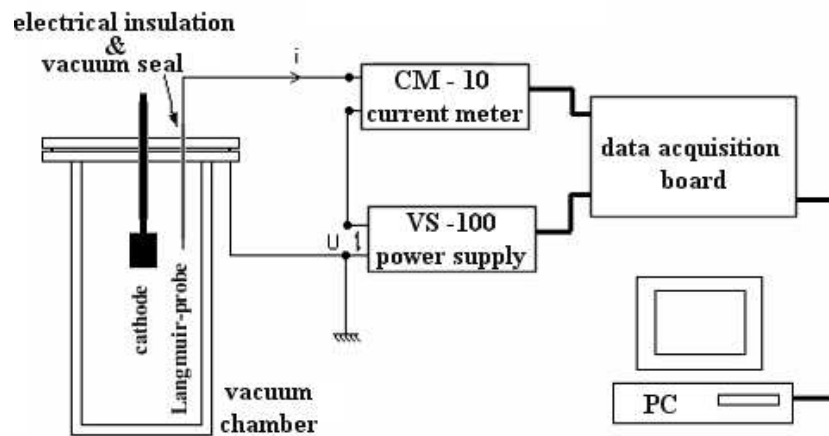 electrical insulation
&
vacuum seal
i
CM - 10
current meter
data acquisition
board
VS -100
power supply
U
cathode
Langmuir-probe
vacuum
chamber
PC